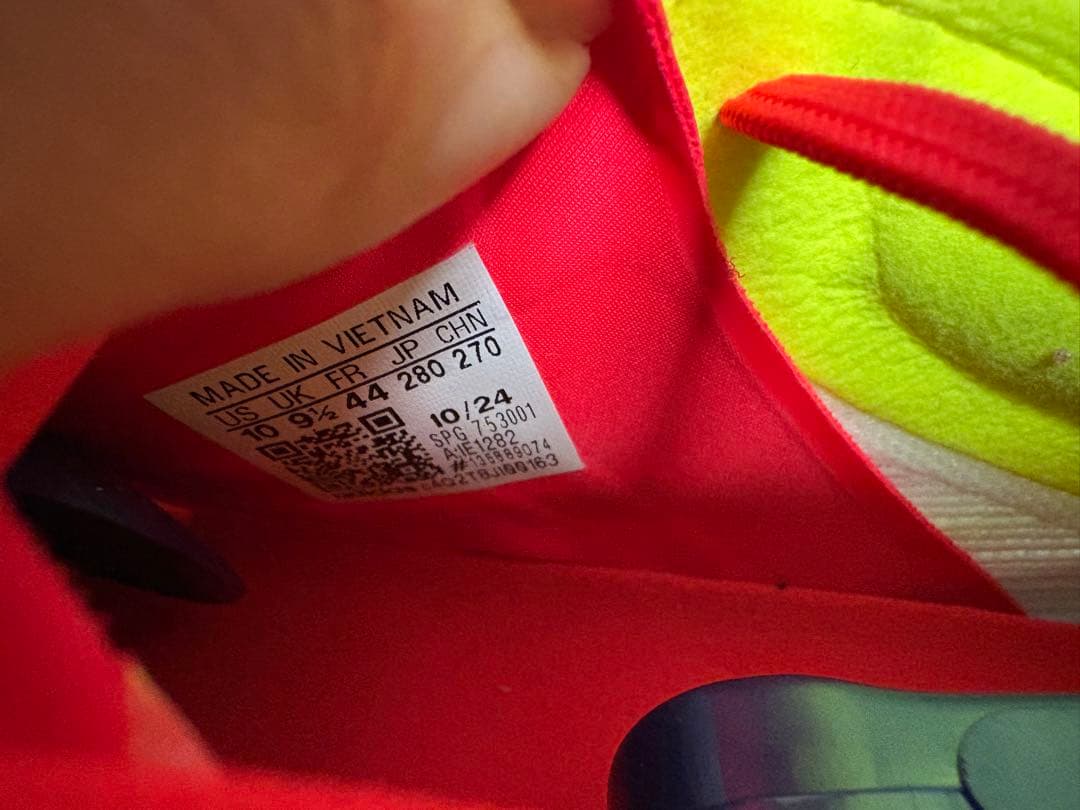 MADE IN VIETNAM
US UK FR JP CHN
10 9½ 44 280 270
10/24
SPG 753001
A:IE1282